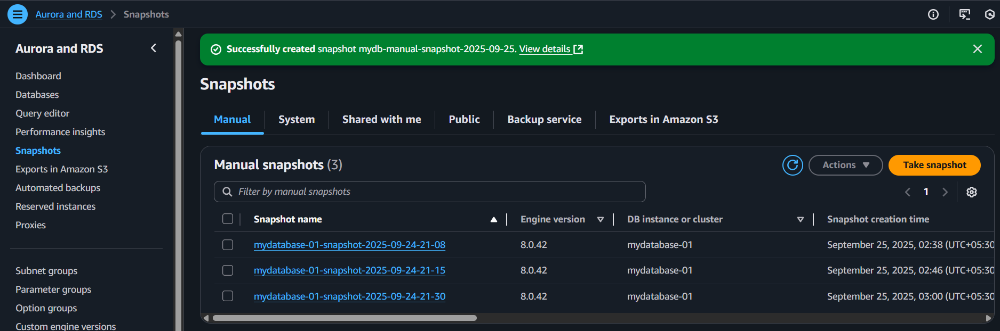 Aurora and RDS > Snapshots
Aurora and RDS
Dashboard
Databases
Query editor
Performance insights
Snapshots
Exports in Amazon S3
Automated backups
Reserved instances
Proxies
Subnet groups
Parameter groups
Option groups
Custom engine versions
Successfully created snapshot mydb-manual-snapshot-2025-09-25. View details
Snapshots
Manual System Shared with me Public Backup service Exports in Amazon S3
Manual snapshots (3)
Actions Take snapshot
Filter by manual snapshots
1
Snapshot name Engine version DB instance or cluster Snapshot creation time
mydatabase-01-snapshot-2025-09-24-21-08 8.0.42 mydatabase-01 September 25, 2025, 02:38 (UTC+05:30
mydatabase-01-snapshot-2025-09-24-21-15 8.0.42 mydatabase-01 September 25, 2025, 02:46 (UTC+05:30
mydatabase-01-snapshot-2025-09-24-21-30 8.0.42 mydatabase-01 September 25, 2025, 03:00 (UTC+05:30